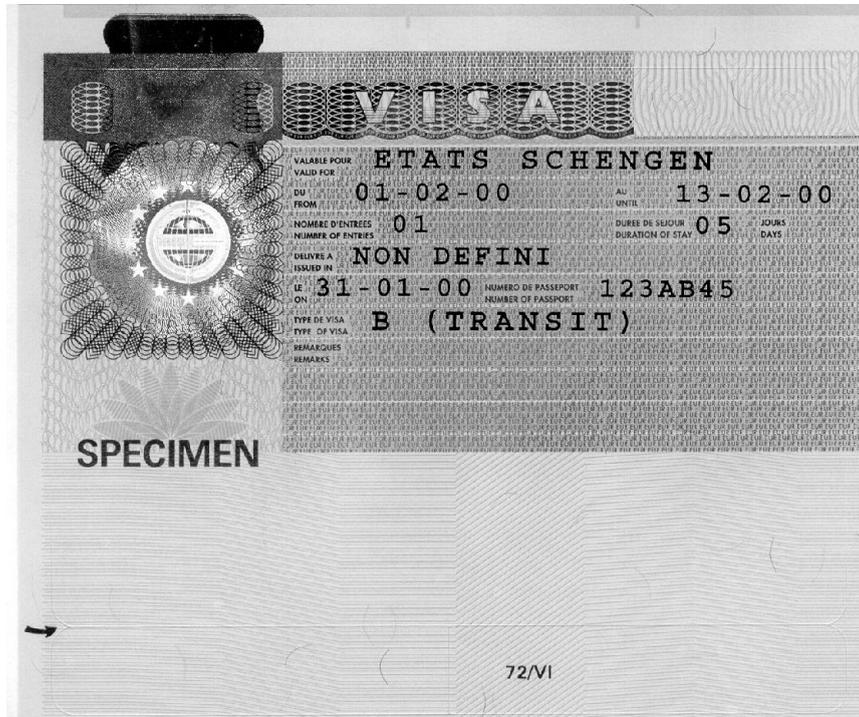 VISA
VALABLE POUR ETATS SCHENGEN
VALID FOR
DU 01-02-00 AU 13-02-00
FROM UNTIL
NOMBRE D'ENTREES 01 DUREE DE SEJOUR 05 JOURS
NUMBER OF ENTRIES DURATION OF STAY DAYS
DELIVRE A NON DEFINI
ISSUED IN
LE 31-01-00 NUMERO DE PASSEPORT 123AB45
ON NUMBER OF PASSPORT
TYPE DE VISA B (TRANSIT)
TYPE OF VISA
REMARQUES
REMARKS
SPECIMEN
72/VI